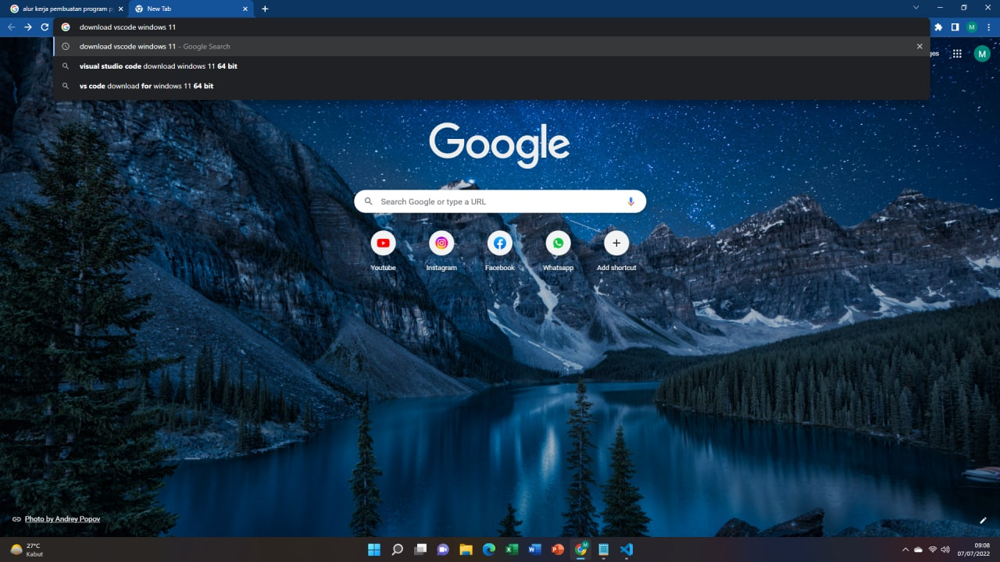 alur kerja pembuatan program p
New Tab
download vscode windows 11
M
download vscode windows 11 - Google Search
visual studio code download windows 11 64 bit
vs code download for windows 11 64 bit
ges
M
Google
Search Google or type a URL
Youtube
Instagram
Facebook
Whatsapp
Add shortcut
Photo by Andrey Popov
27°C
Kabut
09:08
07/07/2022